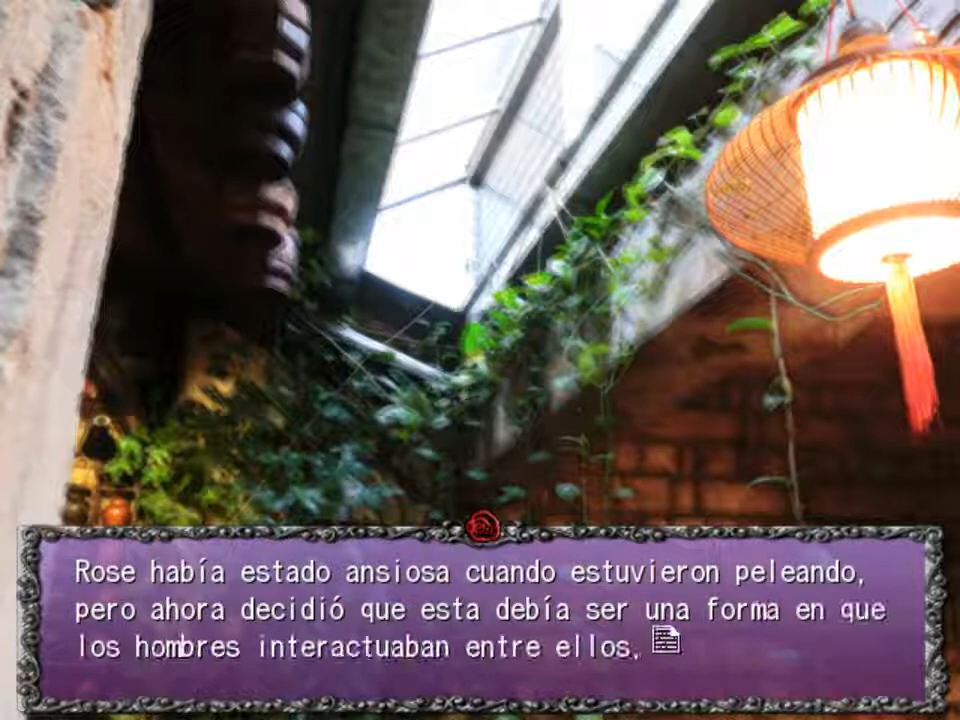 Rose había estado ansiosa cuando estuvieron peleando,
pero ahora decidió que esta debía ser una forma en que
los hombres interactuaban entre ellos.